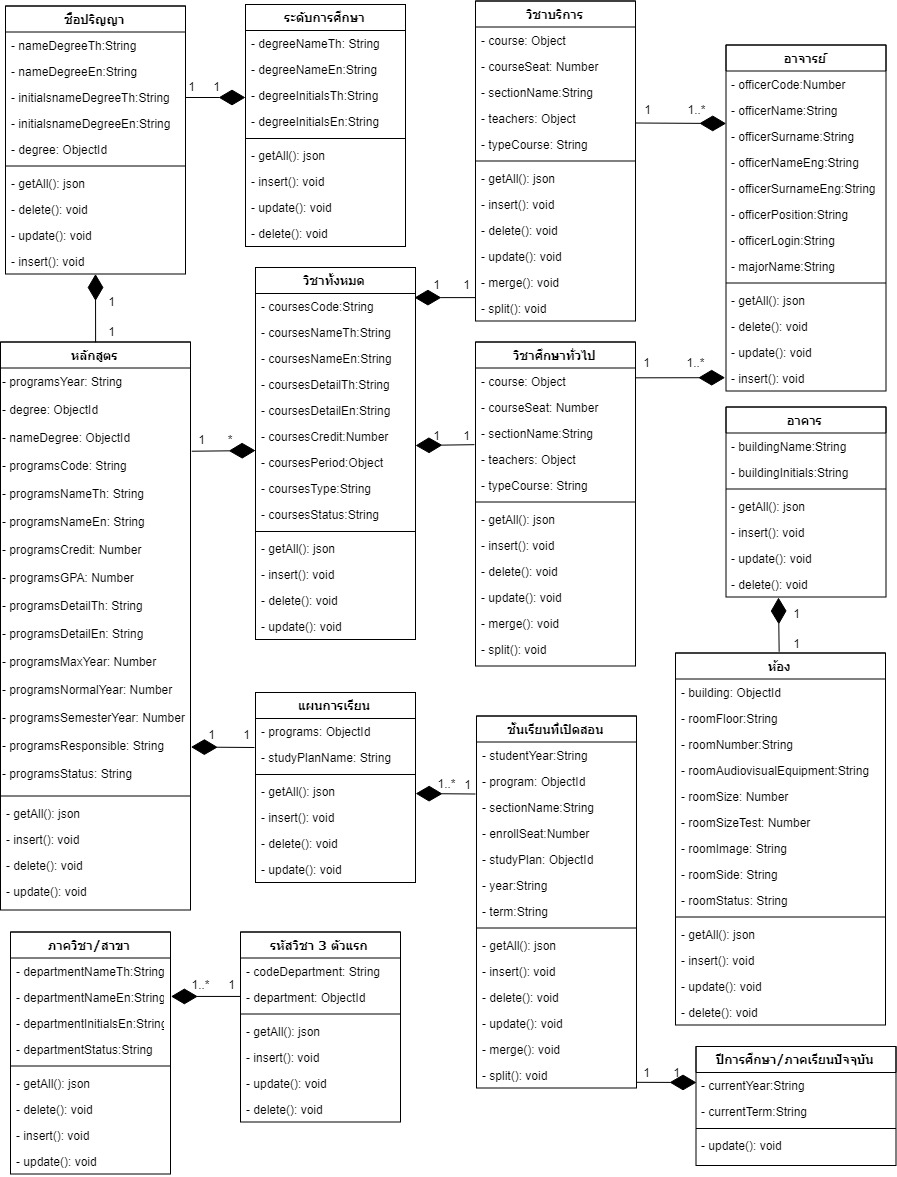 ชื่อปริญญา
- nameDegreeTh:String
- nameDegreeEn:String
- initialsnameDegreeTh:String
- initialsnameDegreeEn:String
- degree: ObjectId
- getAll(): json
- delete(): void
- update(): void
- insert(): void
1
1
ระดับการศึกษา
- degreeNameTh: String
- degreeNameEn:String
- degreeInitialsTh:String
- degreeInitialsEn:String
- getAll(): json
- insert(): void
- update(): void
- delete(): void
วิชาบริการ
- course: Object
- courseSeat: Number
- sectionName:String
- teachers: Object
- typeCourse: String
- getAll(): json
- insert(): void
- delete(): void
- update(): void
- merge(): void
- split(): void
1
1..*
อาจารย์
- officerCode:Number
- officerName:String
- officerSurname:String
- officerNameEng:String
- officerSurnameEng:String
- officerPosition:String
- officerLogin:String
- majorName:String
- getAll(): json
- delete(): void
- update(): void
- insert(): void
1
1
หลักสูตร
- programsYear: String
- degree: ObjectId
- nameDegree: ObjectId
- programsCode: String
- programsNameTh: String
- programsNameEn: String
- programsCredit: Number
- programsGPA: Number
- programsDetailTh: String
- programsDetailEn: String
- programsMaxYear: Number
- programsNormalYear: Number
- programsSemesterYear: Number
- programsResponsible: String
- programsStatus: String
- getAll(): json
- insert(): void
- delete(): void
- update(): void
1
*
วิชาทั้งหมด
- coursesCode:String
- coursesNameTh:String
- coursesNameEn:String
- coursesDetailTh:String
- coursesDetailEn:String
- coursesCredit:Number
- coursesPeriod:Object
- coursesType:String
- coursesStatus:String
- getAll(): json
- insert(): void
- delete(): void
- update(): void
1
1
1
1
วิชาศึกษาทั่วไป
- course: Object
- courseSeat: Number
- sectionName:String
- teachers: Object
- typeCourse: String
- getAll(): json
- insert(): void
- delete(): void
- update(): void
- merge(): void
- split(): void
1
1..*
อาคาร
- buildingName:String
- buildingInitials:String
- getAll(): json
- insert(): void
- update(): void
- delete(): void
1
1
ห้อง
- building: ObjectId
- roomFloor:String
- roomNumber:String
- roomAudiovisualEquipment:String
- roomSize: Number
- roomSizeTest: Number
- roomImage: String
- roomSide: String
- roomStatus: String
- getAll(): json
- insert(): void
- update(): void
- delete(): void
1
1
แผนการเรียน
- programs: ObjectId
- studyPlanName: String
- getAll(): json
- insert(): void
- delete(): void
- update(): void
1..*
1
ชั้นเรียนที่เปิดสอน
- studentYear:String
- program: ObjectId
- sectionName:String
- enrollSeat:Number
- studyPlan: ObjectId
- year:String
- term:String
- getAll(): json
- insert(): void
- delete(): void
- update(): void
- merge(): void
- split(): void
1
1
ปีการศึกษา/ภาคเรียนปัจจุบัน
- currentYear:String
- currentTerm:String
- update(): void
ภาควิชา/สาขา
- departmentNameTh:String
- departmentNameEn:String
- departmentInitialsEn:String
- departmentStatus:String
- getAll(): json
- delete(): void
- insert(): void
- update(): void
1..*
1
รหัสวิชา 3 ตัวแรก
- codeDepartment: String
- department: ObjectId
- getAll(): json
- insert(): void
- update(): void
- delete(): void